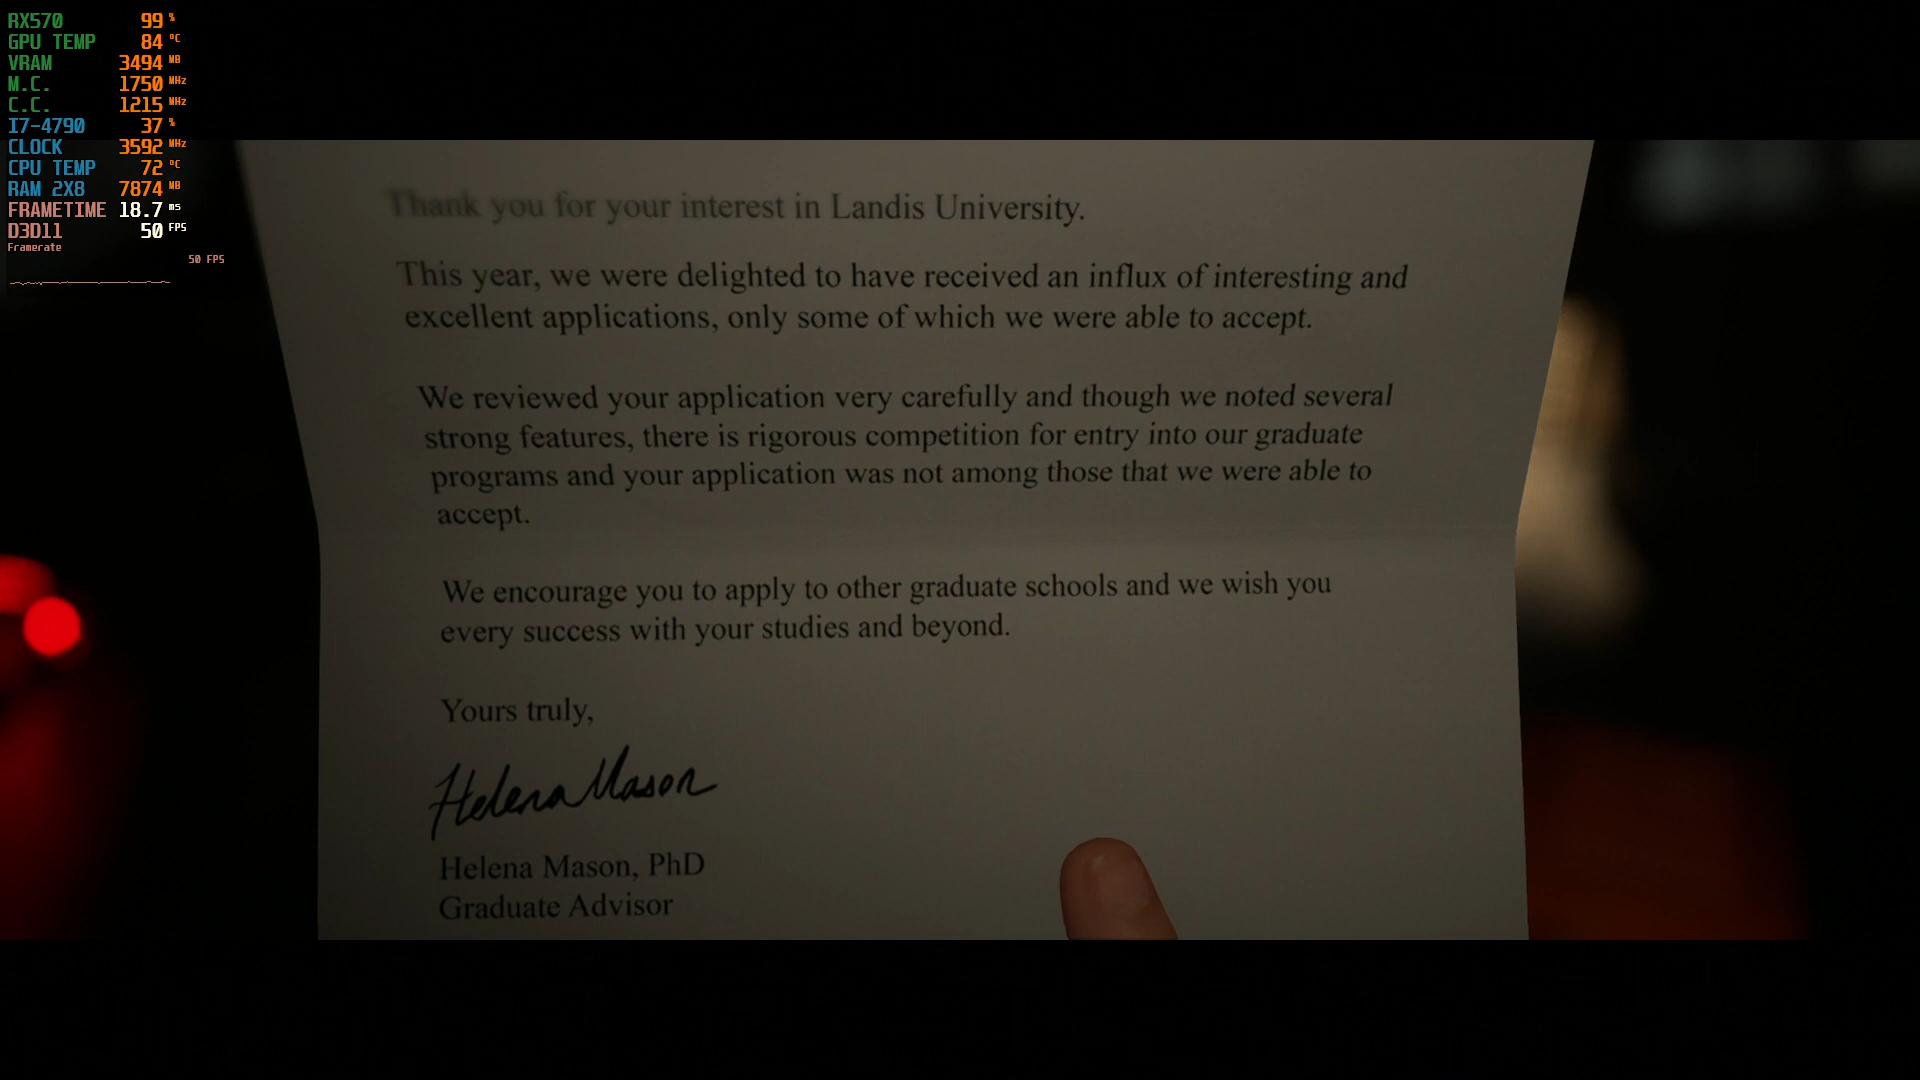 RX570 99 %
GPU TEMP 84 °C
VRAM 3494 MB
M.C. 1750 MHz
C.C. 1215 MHz
I7-4790 37 %
CLOCK 3592 MHz
CPU TEMP 72 °C
RAM 2X8 7874 MB
FRAMETIME 18.7 ms
D3D11 50 FPS
Framerate
50 FPS
Thank you for your interest in Landis University.
This year, we were delighted to have received an influx of interesting and
excellent applications, only some of which we were able to accept.
We reviewed your application very carefully and though we noted several
strong features, there is rigorous competition for entry into our graduate
programs and your application was not among those that we were able to
accept.
We encourage you to apply to other graduate schools and we wish you
every success with your studies and beyond.
Yours truly,
Helena Mason
Helena Mason, PhD
Graduate Advisor